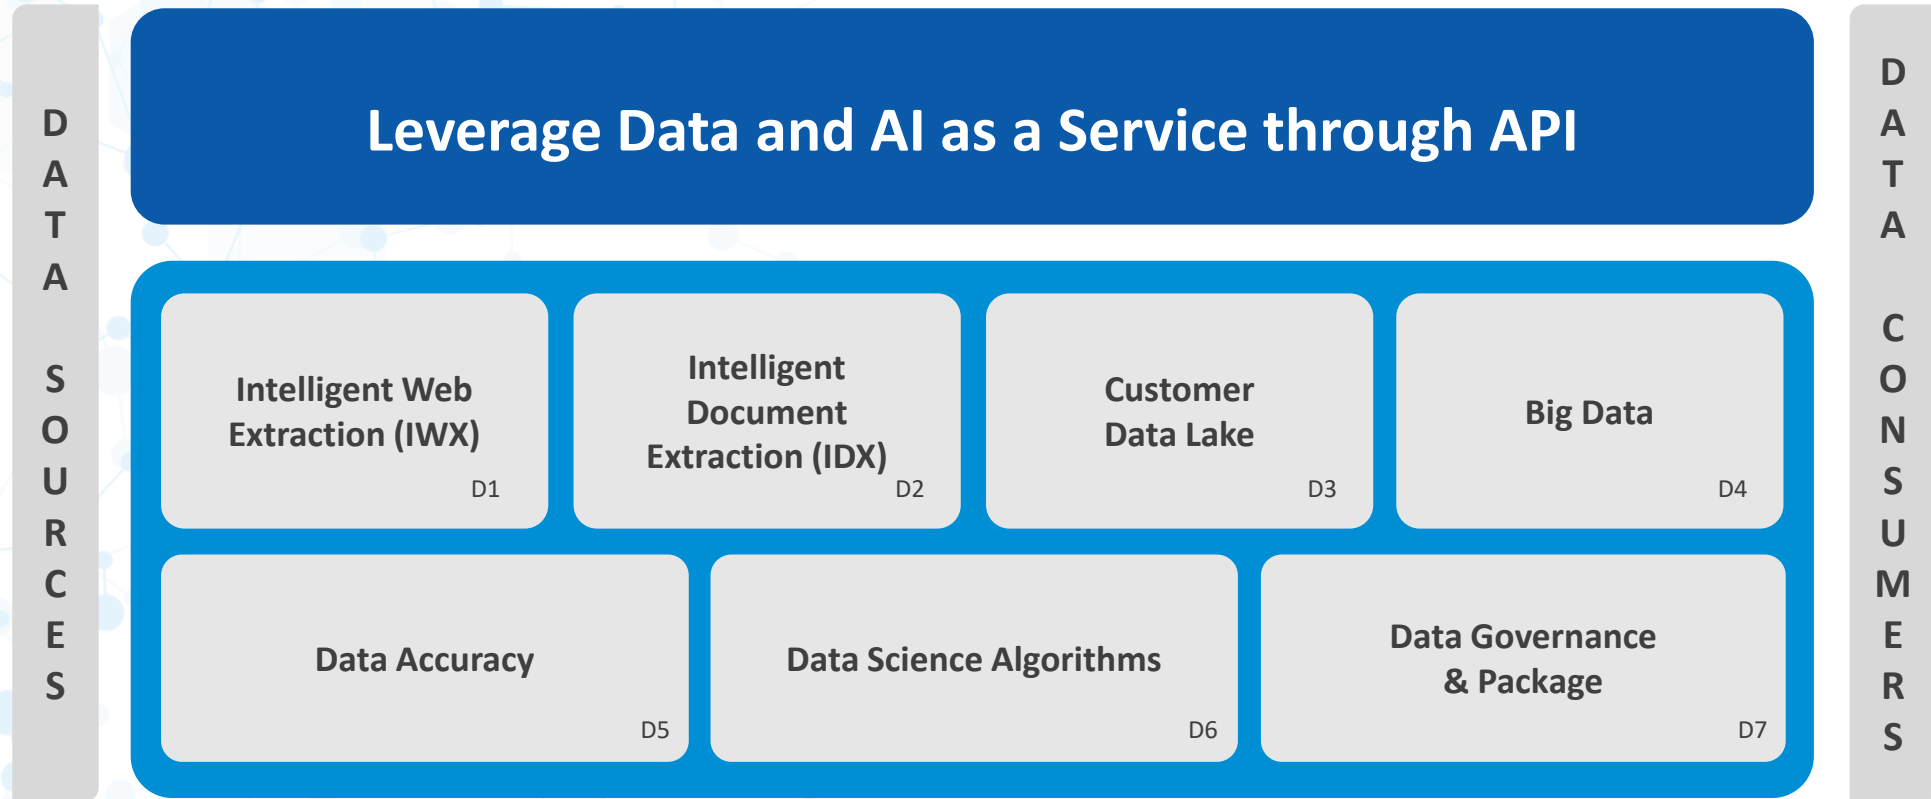 DATA SOURCES
Leverage Data and AI as a Service through API
Intelligent Web
Extraction (IWX)
D1
Intelligent
Document
Extraction (IDX)
D2
Customer
Data Lake
D3
Big Data
D4
Data Accuracy
D5
Data Science Algorithms
D6
Data Governance
& Package
D7
DATA CONSUMERS